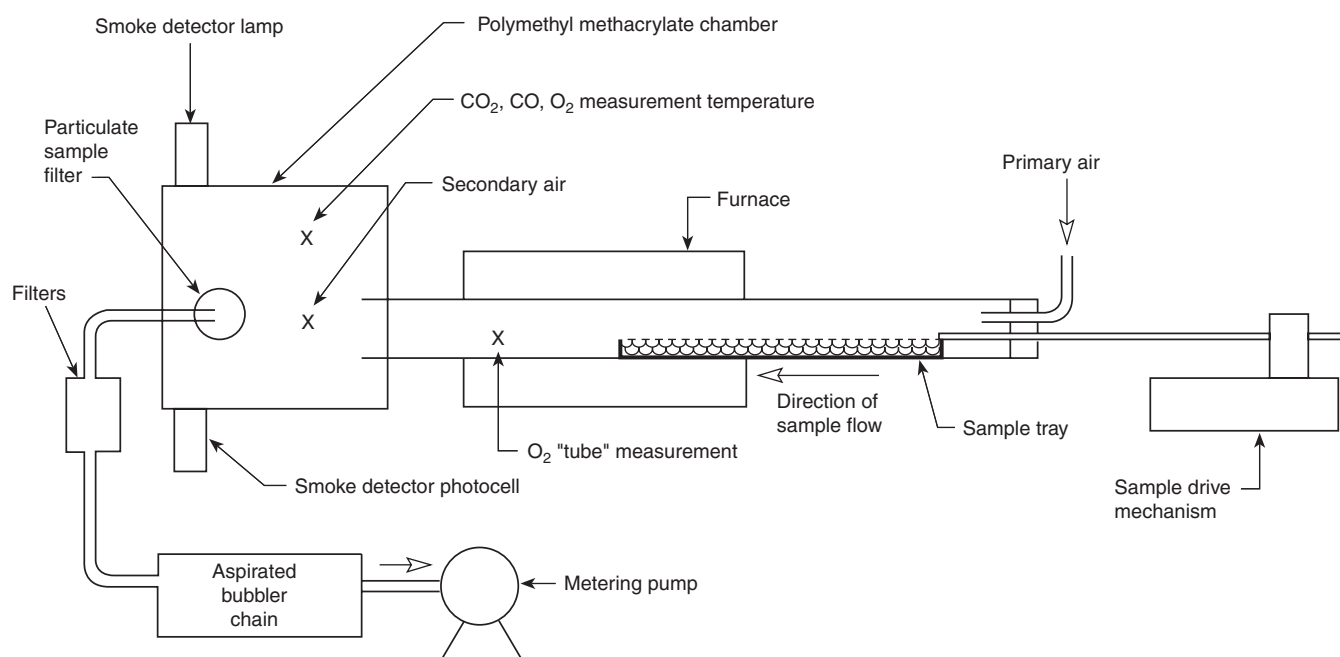 Smoke detector lamp
Polymethyl methacrylate chamber
CO₂, CO, O₂ measurement temperature
Particulate
sample
filter
Primary air
Secondary air
Furnace
Filters
X
X
X
Direction of
sample flow
Sample tray
O₂ "tube" measurement
Smoke detector photocell
Sample drive
mechanism
Aspirated
bubbler
chain
Metering pump